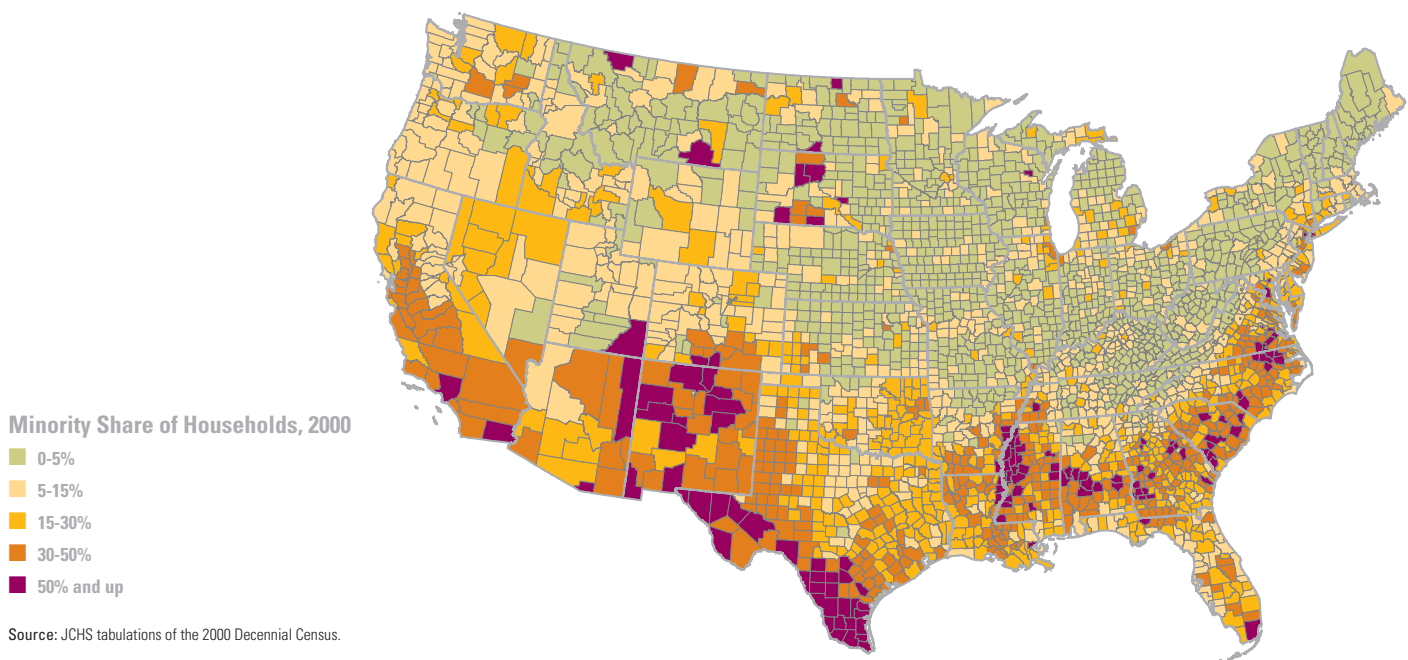 Minority Share of Households, 2000
0-5%
5-15%
15-30%
30-50%
50% and up
Source: JCHS tabulations of the 2000 Decennial Census.